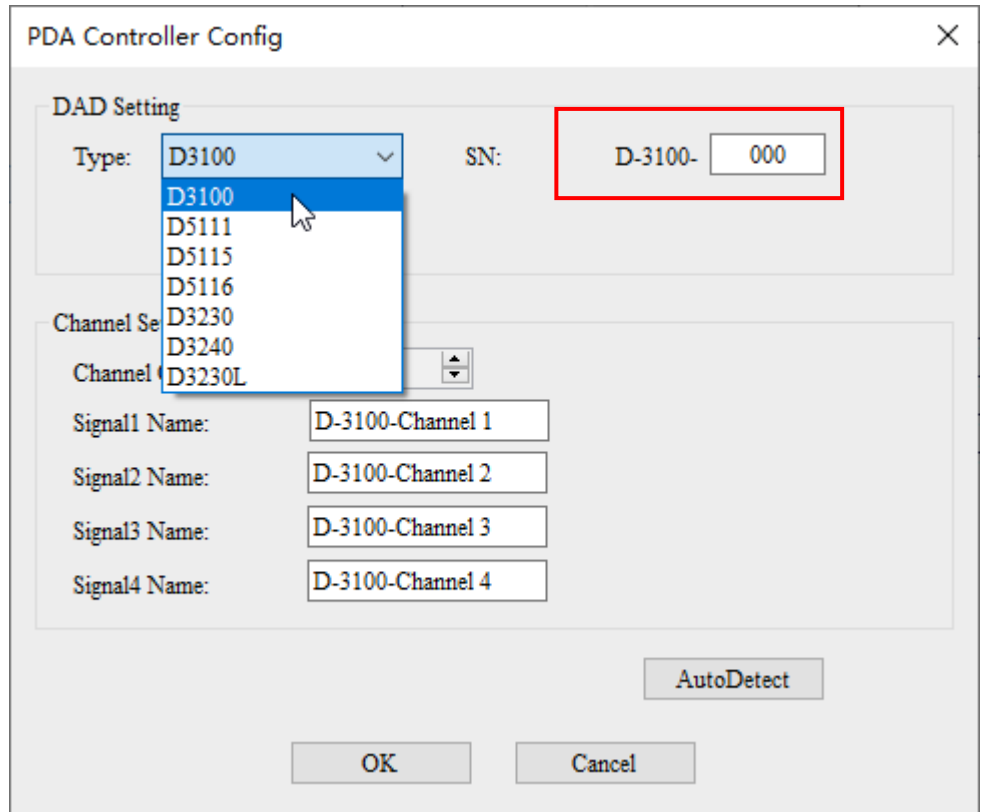 PDA Controller Config
DAD Setting
Type: D3100 SN: D-3100- 000
D3100
D5111
D5115
D5116
D3230
D3240
D3230L
Channel Se
Channel
Signal1 Name: D-3100-Channel 1
Signal2 Name: D-3100-Channel 2
Signal3 Name: D-3100-Channel 3
Signal4 Name: D-3100-Channel 4
AutoDetect
OK Cancel